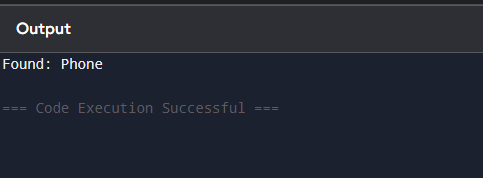 Output
Found: Phone
=== Code Execution Successful ===